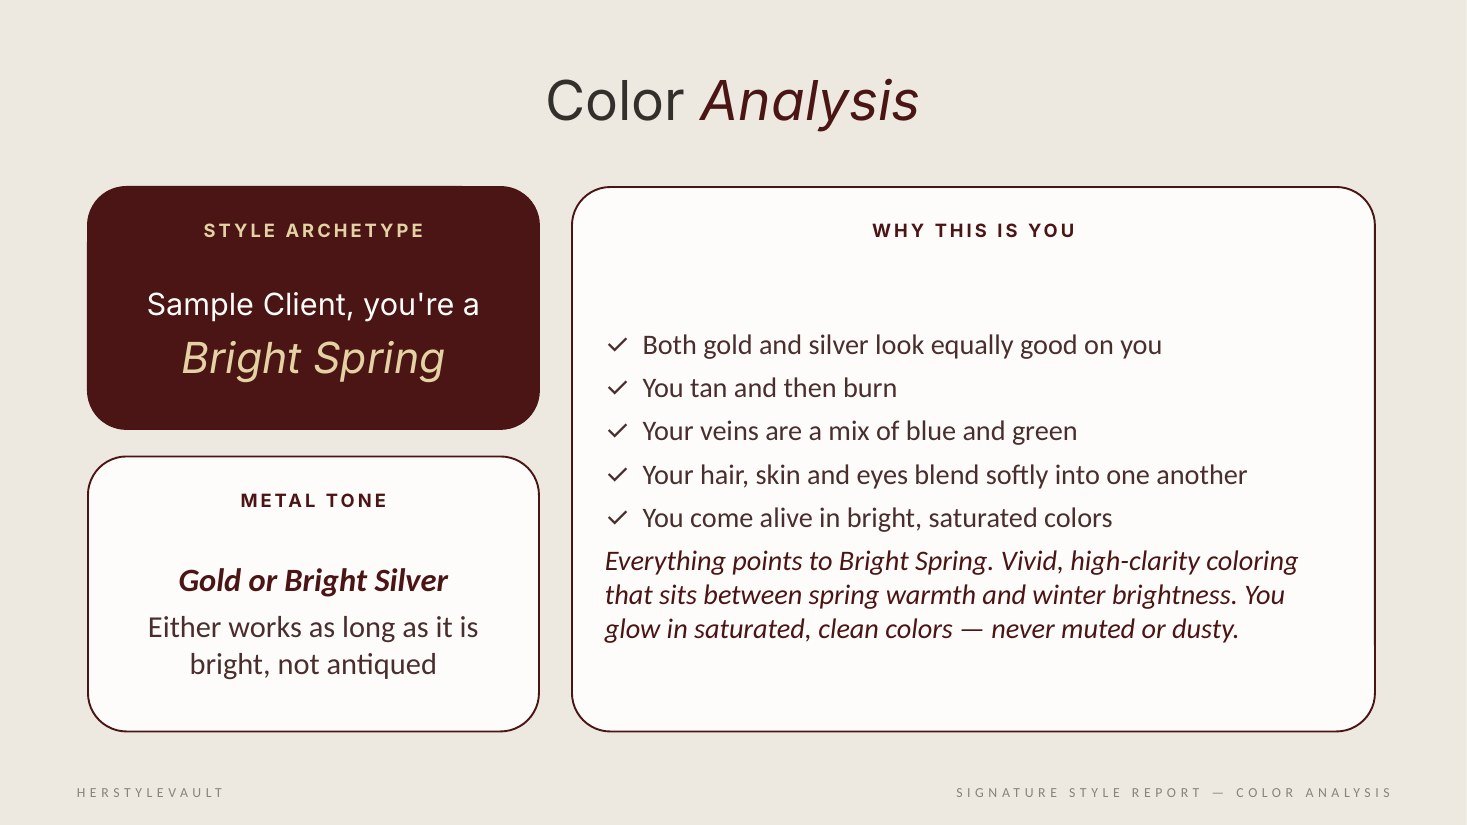 Color Analysis
STYLE ARCHETYPE
Sample Client, you're a
Bright Spring
METAL TONE
Gold or Bright Silver
Either works as long as it is
bright, not antiqued
WHY THIS IS YOU
✓ Both gold and silver look equally good on you
✓ You tan and then burn
✓ Your veins are a mix of blue and green
✓ Your hair, skin and eyes blend softly into one another
✓ You come alive in bright, saturated colors
Everything points to Bright Spring. Vivid, high-clarity coloring
that sits between spring warmth and winter brightness. You
glow in saturated, clean colors — never muted or dusty.
HERSTYLEVAULT
SIGNATURE STYLE REPORT — COLOR ANALYSIS